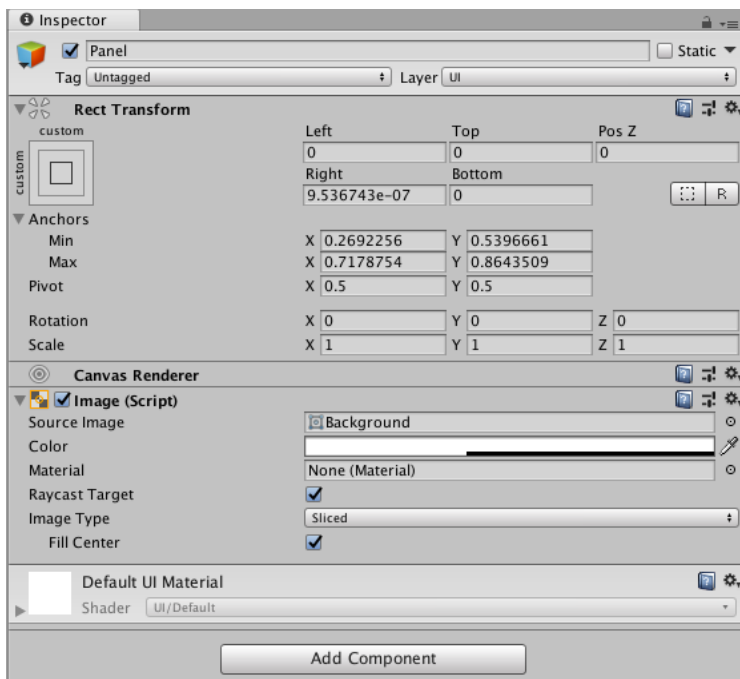 Inspector
Panel Static
Tag Untagged Layer UI
Rect Transform
custom Left Top Pos Z
custom 0 0 0
Right Bottom
9.536743e-07 0 R
Anchors
Min X 0.2692256 Y 0.5396661
Max X 0.7178754 Y 0.8643509
Pivot X 0.5 Y 0.5
Rotation X 0 Y 0 Z 0
Scale X 1 Y 1 Z 1
Canvas Renderer
Image (Script)
Source Image Background
Color
Material None (Material)
Raycast Target
Image Type Sliced
Fill Center
Default UI Material
Shader UI/Default
Add Component